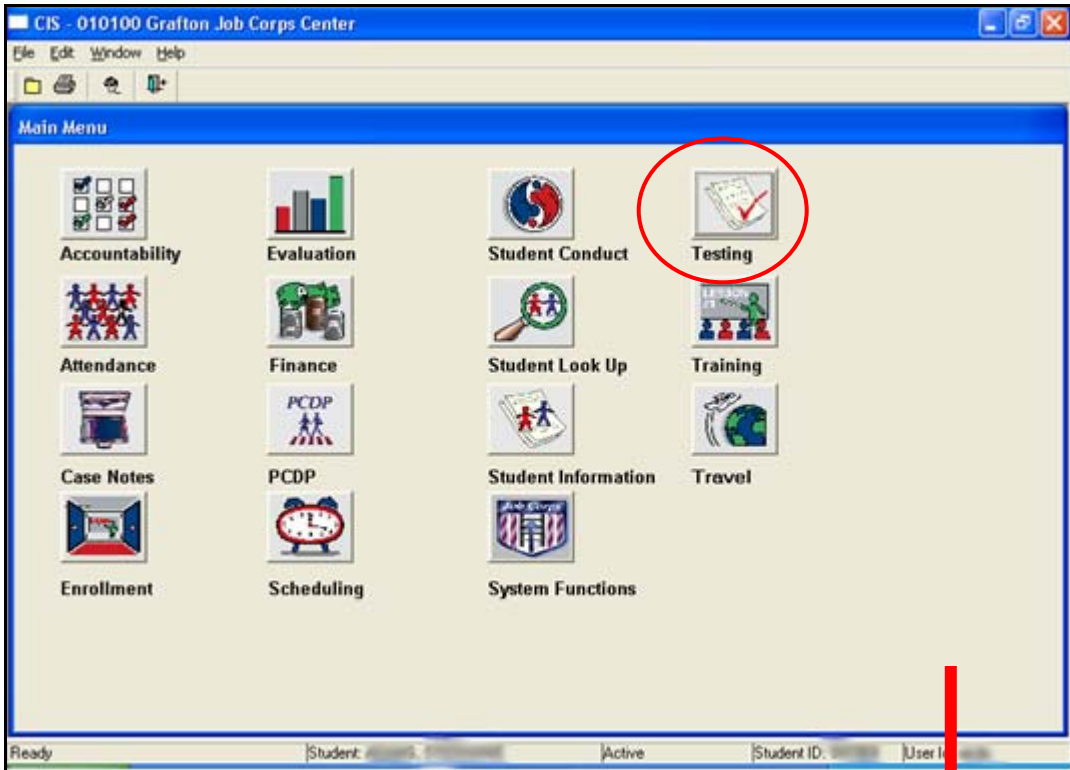 CIS - 010100 Grafton Job Corps Center
File Edit Window Help
Main Menu
Accountability Evaluation Student Conduct Testing
Attendance Finance Student Look Up Training
PCDP
Case Notes PCDP Student Information Travel
Job Corps
Enrollment Scheduling System Functions
Ready Student: Active Student ID: User